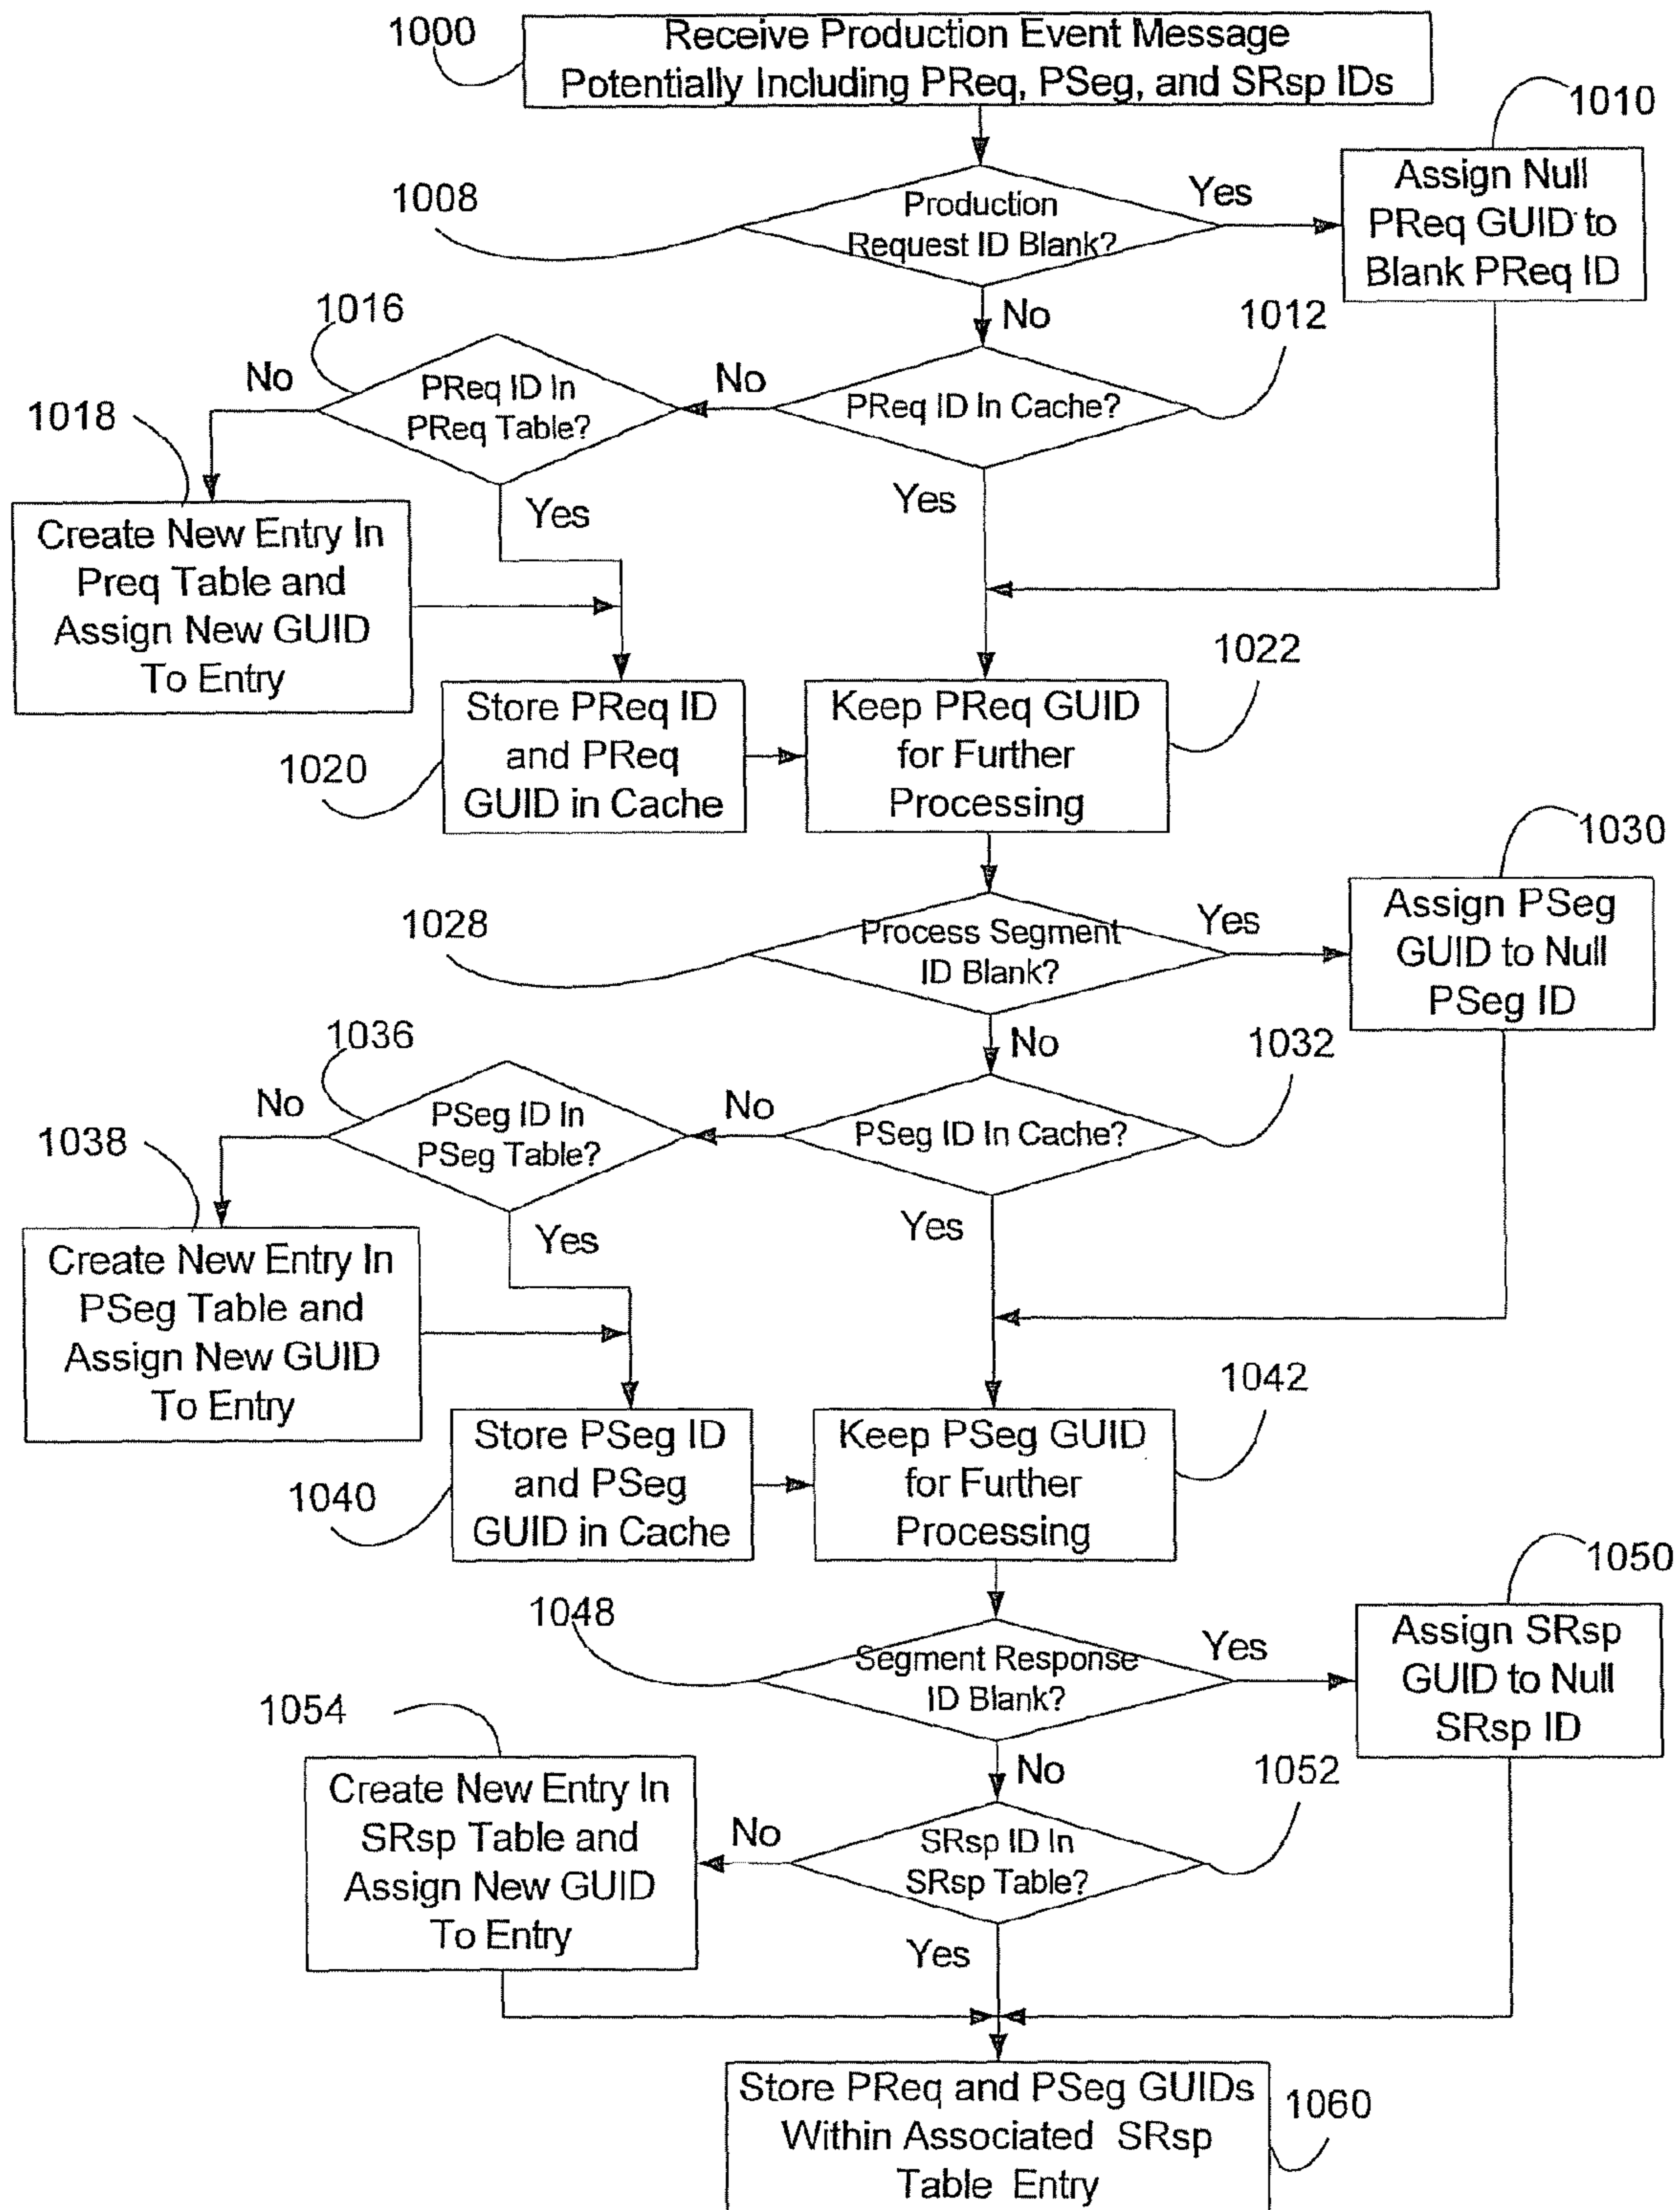 1000
Receive Production Event Message
Potentially Including PReq, PSeg, and SRsp IDs
1010
Assign Null
PReq GUID to
Blank PReq ID
1008
Production
Request ID Blank?
Yes
No
1016
1012
PReq ID In Cache?
No
PReq ID In
PReq Table?
No
1018
Yes
Yes
Create New Entry In
Preq Table and
Assign New GUID
To Entry
1022
Store PReq ID
and PReq
GUID in Cache
1020
Keep PReq GUID
for Further
Processing
1030
1028
Process Segment
ID Blank?
Yes
Assign PSeg
GUID to Null
PSeg ID
No
1036
1032
PSeg ID In Cache?
No
PSeg ID In
PSeg Table?
No
1038
Yes
Yes
Create New Entry In
PSeg Table and
Assign New GUID
To Entry
1042
Store PSeg ID
and PSeg
GUID in Cache
1040
Keep PSeg GUID
for Further
Processing
1050
1048
Segment Response
ID Blank?
Yes
Assign SRsp
GUID to Null
SRsp ID
1054
No
1052
SRsp ID In
SRsp Table?
No
Create New Entry In
SRsp Table and
Assign New GUID
To Entry
Yes
Store PReq and PSeg GUIDs
Within Associated SRsp
Table Entry
1060